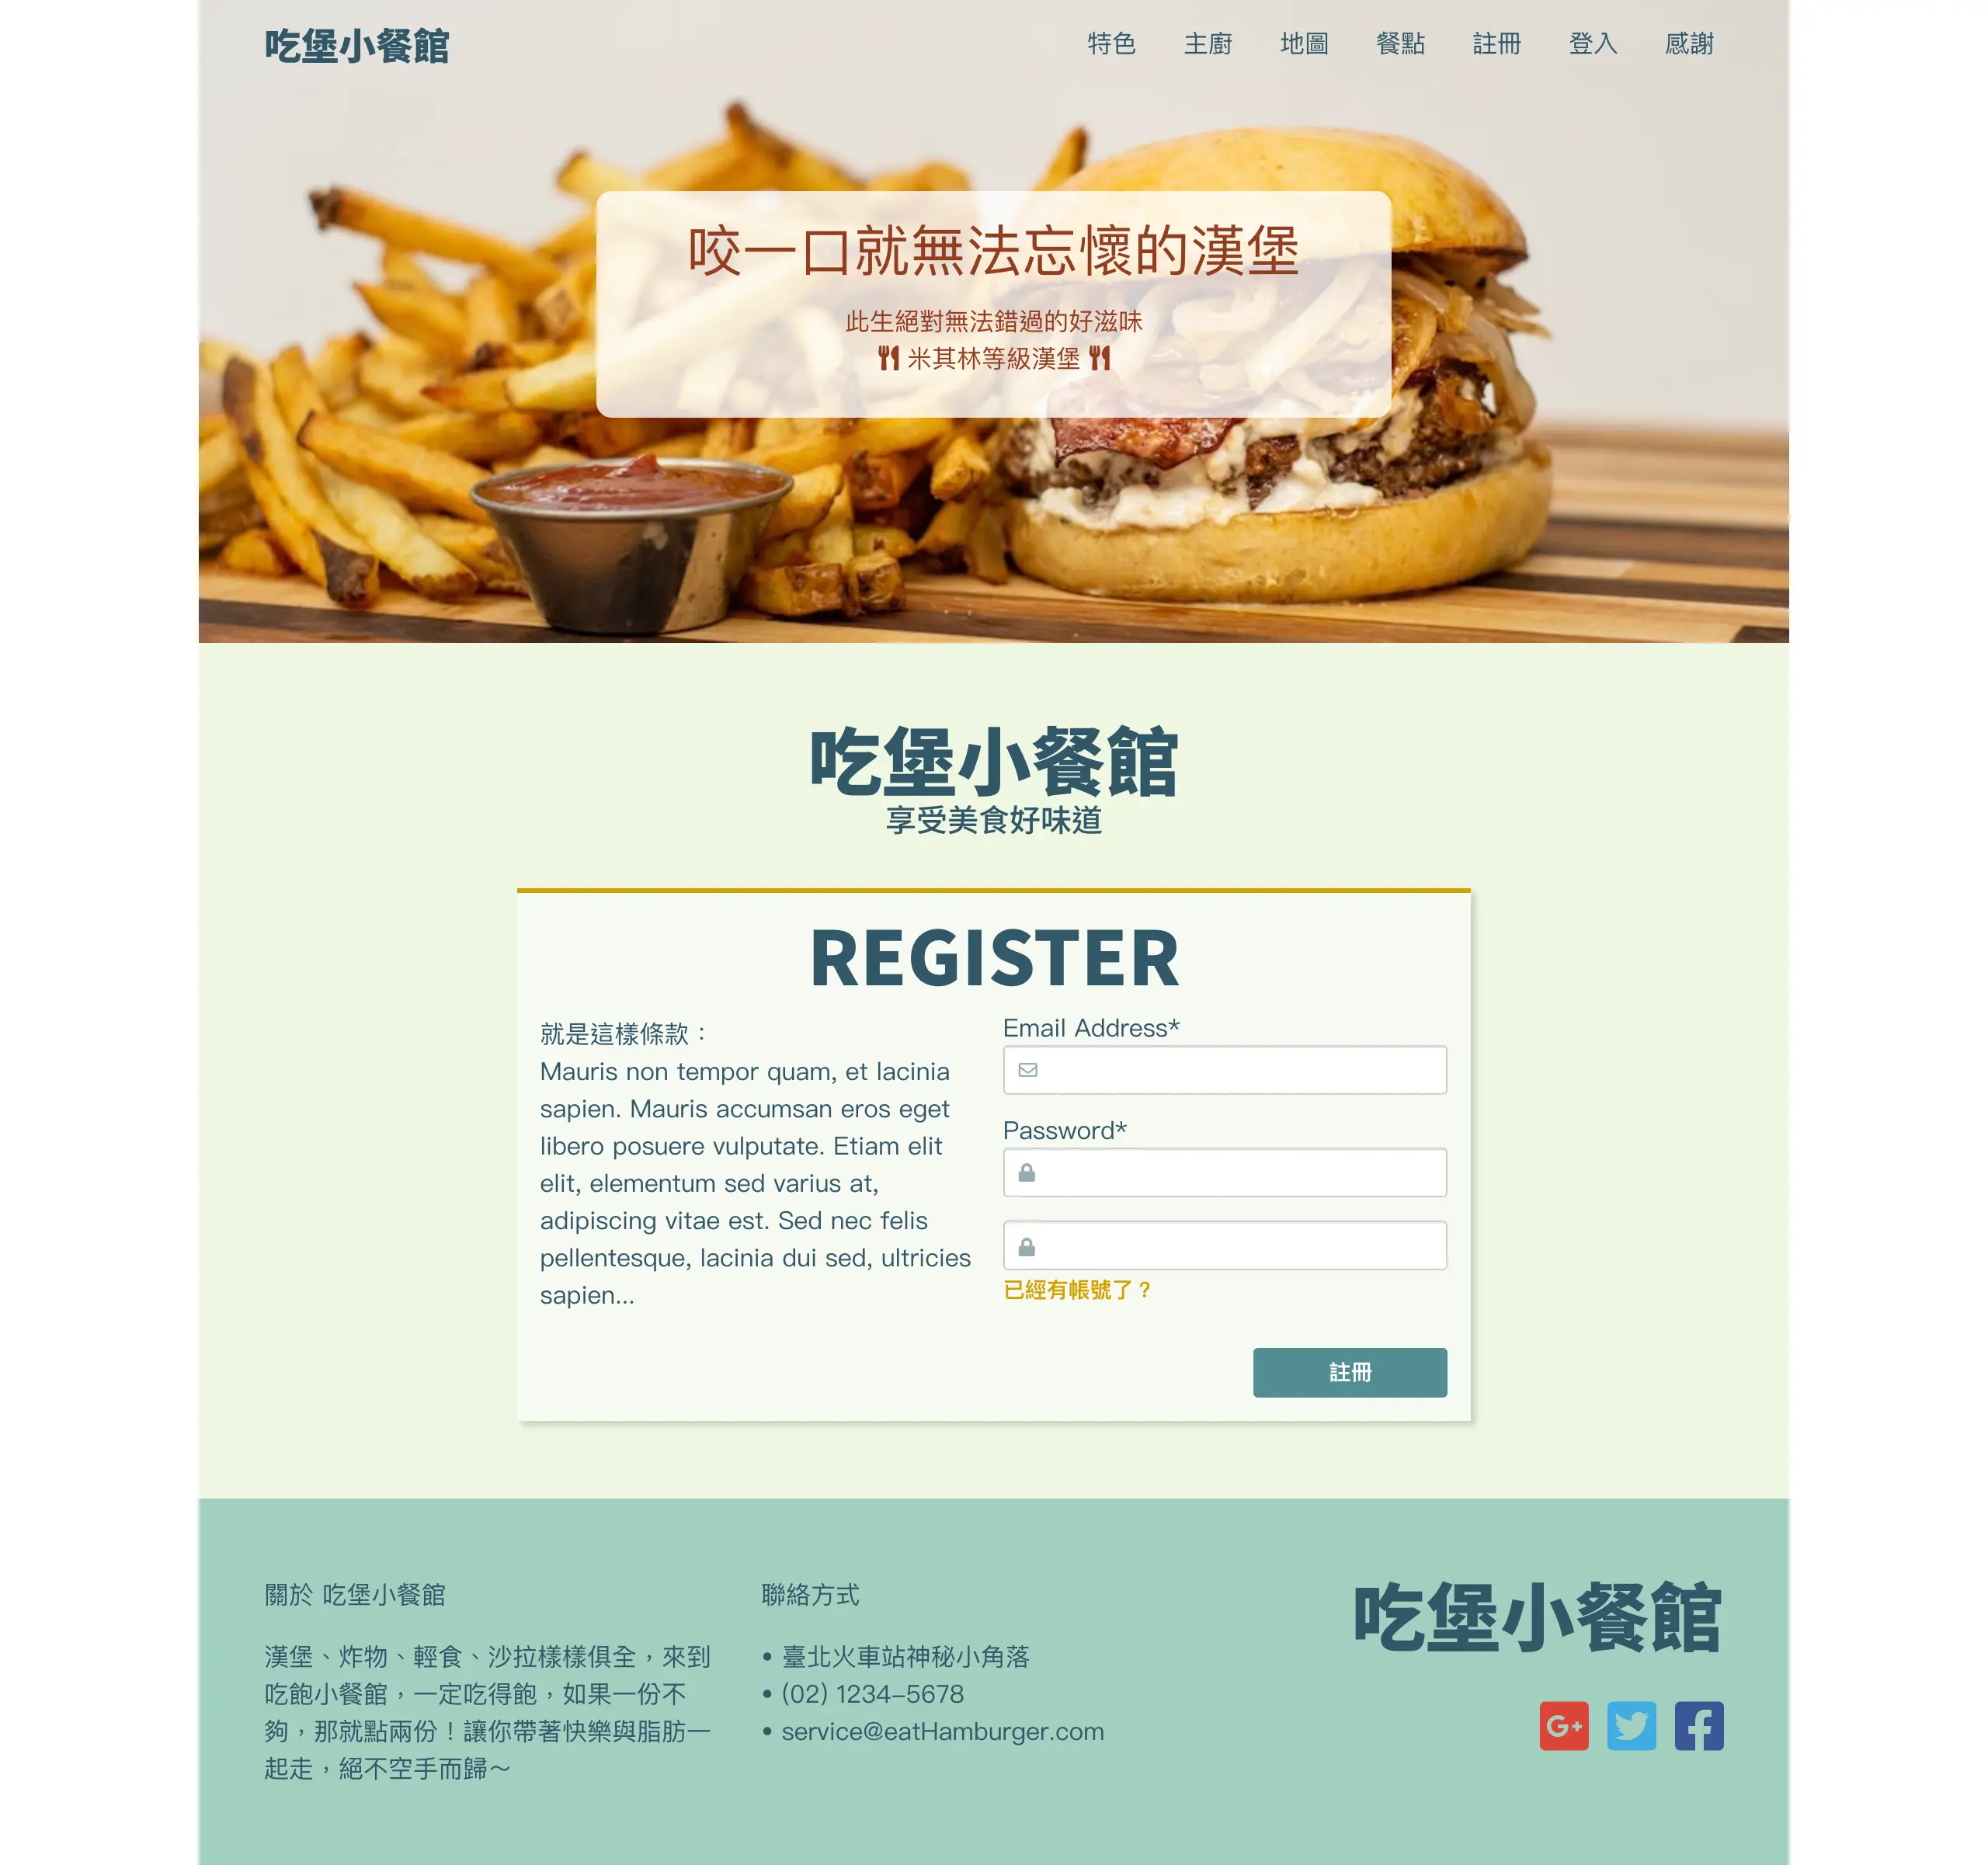 吃堡小餐館
特色 主廚 地圖 餐點 註冊 登入 感謝
咬一口就無法忘懷的漢堡
此生絕對無法錯過的好滋味
米其林等級漢堡
吃堡小餐館
享受美食好味道
REGISTER
就是這樣條款：
Mauris non tempor quam, et lacinia
sapien. Mauris accumsan eros eget
libero posuere vulputate. Etiam elit
elit, elementum sed varius at,
adipiscing vitae est. Sed nec felis
pellentesque, lacinia dui sed, ultricies
sapien...
Email Address*
Password*
已經有帳號了？
註冊
關於 吃堡小餐館
漢堡、炸物、輕食、沙拉樣樣俱全，來到
吃飽小餐館，一定吃得飽，如果一份不
夠，那就點兩份！讓你帶著快樂與脂肪一
起走，絕不空手而歸～
聯絡方式
• 臺北火車站神秘小角落
• (02) 1234-5678
• service@eatHamburger.com
吃堡小餐館
G+